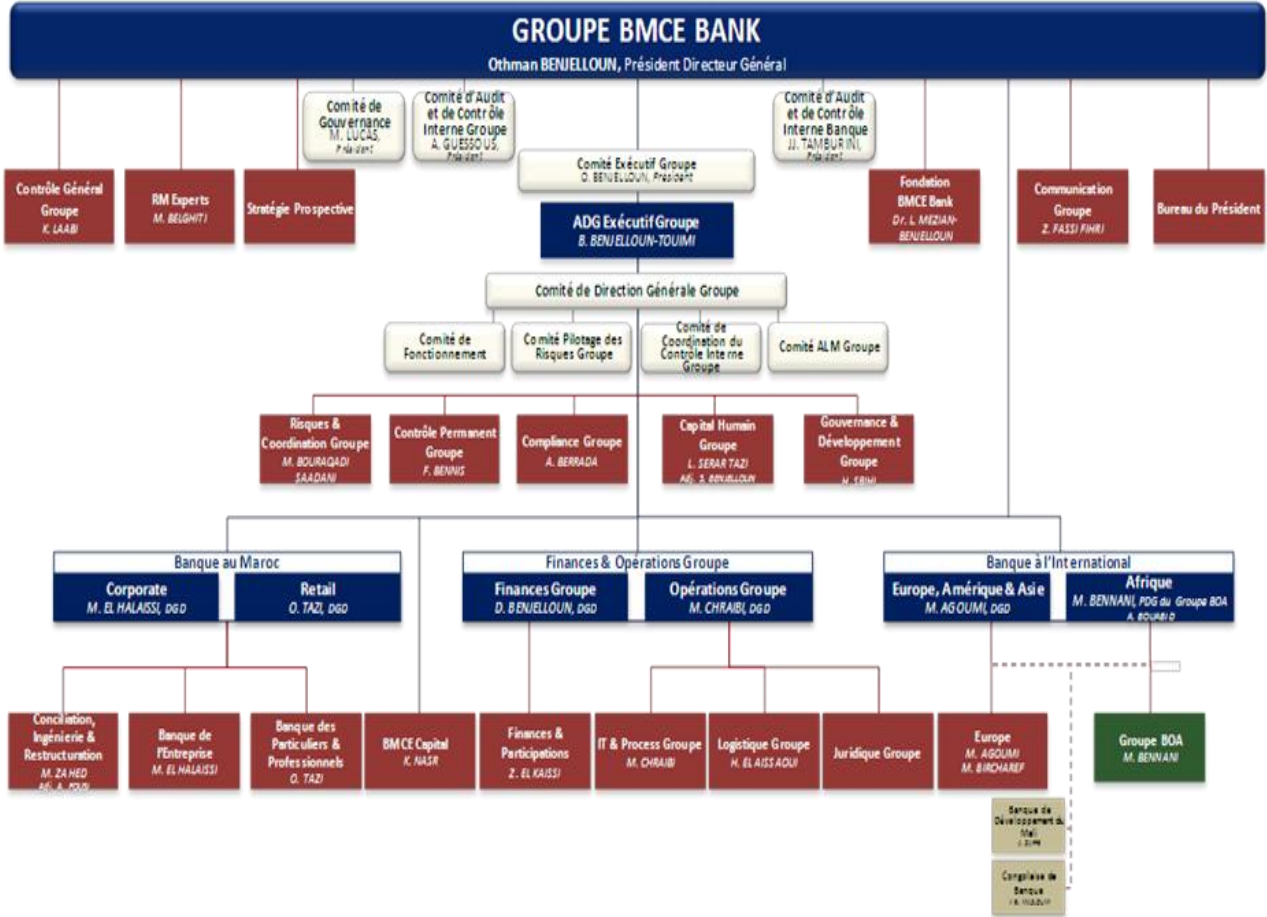 GROUPE BMCE BANK
Othman BENJELLOUN, Président Directeur Général
Comité de
Gouvernance
M. LUCAS,
Président
Comité d'Audit
et de Contrôle
Interne Groupe
A. GUESSOUS,
Président
Comité d'Audit
et de Contrôle
Interne Banque
JJ. TAMBURINI,
Président
Comité Exécutif Groupe
O. BENJELLOUN, Président
Contrôle Général
Groupe
K. LAABI
RM Experts
M. BELGHITI
Stratégie Prospective
ADG Exécutif Groupe
B. BENJELLOUN-TOUIMI
Fondation
BMCE Bank
Dr. L MEZIAN-
BENJELLOUN
Communication
Groupe
Z. FASSI FIHRI
Bureau du Président
Comité de Direction Générale Groupe
Comité de
Fonctionnement
Comité Pilotage des
Risques Groupe
Comité de
Coordination du
Contrôle Interne
Groupe
Comité ALM Groupe
Risques &
Coordination Groupe
M. BOURAQADI
SAADANI
Contrôle Permanent
Groupe
F. BENNIS
Compliance Groupe
A. BERRADA
Capital Humain
Groupe
L. SERAR TAZI
Adj. S. BENJELLOUN
Gouvernance &
Développement
Groupe
H. SBIHI
Banque au Maroc
Corporate
M. EL HALAISSI, DGD
Retail
O. TAZI, DGD
Finances & Opérations Groupe
Finances Groupe
D. BENJELLOUN, DGD
Opérations Groupe
M. CHRAIBI, DGD
Banque à l'International
Europe, Amérique & Asie
M. AGOUMI, DGD
Afrique
M. BENNANI, PDG du Groupe BOA
A. BOUABID
Conciliation,
Ingénierie &
Restructuration
M. ZAHED
Adj. A.
Banque de
l'Entreprise
M. EL HALAISSI
Banque des
Particuliers &
Professionnels
O. TAZI
BMCE Capital
K. NASR
Finances &
Participations
Z. EL KAISSI
IT & Process Groupe
M. CHRAIBI
Logistique Groupe
H. EL AISSAOUI
Juridique Groupe
Europe
M. AGOUMI
M. BIRCHAREF
Groupe BOA
M. BENNANI
Banque de
Développement du
Mali
Congolaise de
Banque